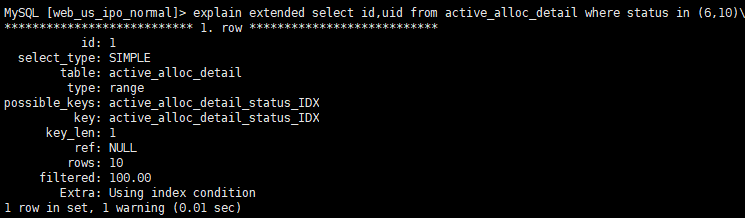 MySQL [web_us_ipo_normal]> explain extended select id,uid from active_alloc_detail where status in (6,10)\
*************************** 1. row ***************************
id: 1
select_type: SIMPLE
table: active_alloc_detail
type: range
possible_keys: active_alloc_detail_status_IDX
key: active_alloc_detail_status_IDX
key_len: 1
ref: NULL
rows: 10
filtered: 100.00
Extra: Using index condition
1 row in set, 1 warning (0.01 sec)